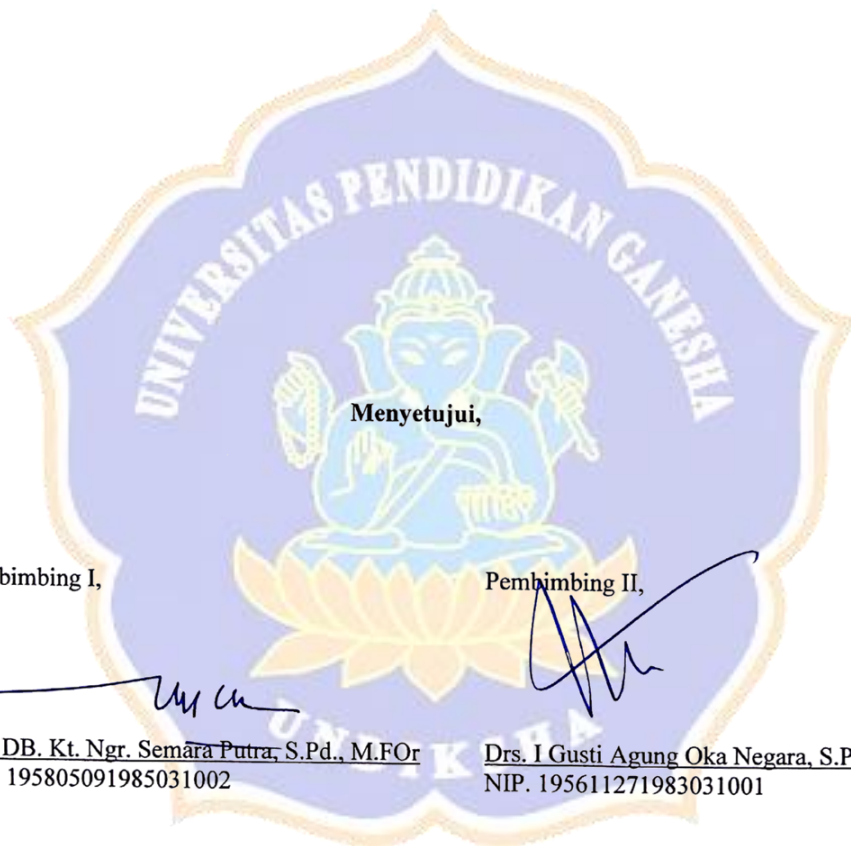 UNIVERSITAS PENDIDIKAN GANESHA
Menyetujui,
bimbing I,
Pembimbing II,
DB. Kt. Ngr. Semara Putra, S.Pd., M.FOr
195805091985031002
Drs. I Gusti Agung Oka Negara, S.P
NIP. 195611271983031001
UNDIKSHA